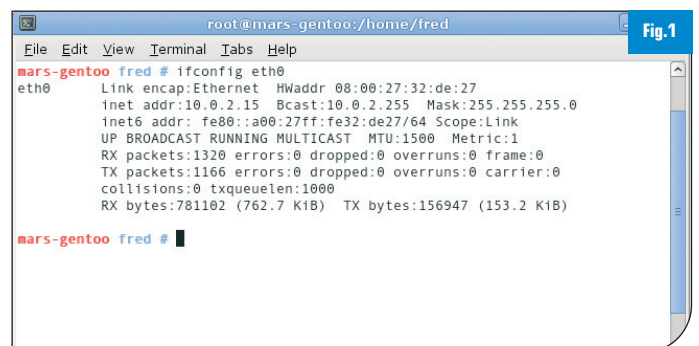 root@mars-gentoo:/home/fred
Fig.1
File Edit View Terminal Tabs Help
mars-gentoo fred # ifconfig eth0
eth0 Link encap:Ethernet HWaddr 08:00:27:32:de:27
inet addr:10.0.2.15 Bcast:10.0.2.255 Mask:255.255.255.0
inet6 addr: fe80::a00:27ff:fe32:de27/64 Scope:Link
UP BROADCAST RUNNING MULTICAST MTU:1500 Metric:1
RX packets:1320 errors:0 dropped:0 overruns:0 frame:0
TX packets:1166 errors:0 dropped:0 overruns:0 carrier:0
collisions:0 txqueuelen:1000
RX bytes:781102 (762.7 KiB) TX bytes:156947 (153.2 KiB)
mars-gentoo fred #